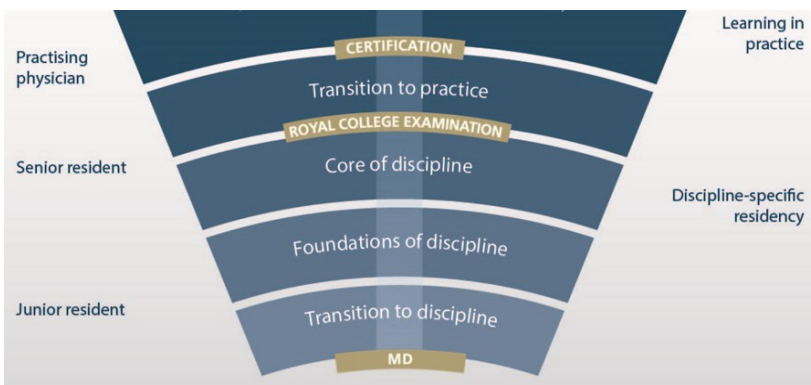 Learning in
practice
CERTIFICATION
Practising
physician
Transition to practice
ROYAL COLLEGE EXAMINATION
Senior resident
Core of discipline
Discipline-specific
residency
Foundations of discipline
Junior resident
Transition to discipline
MD